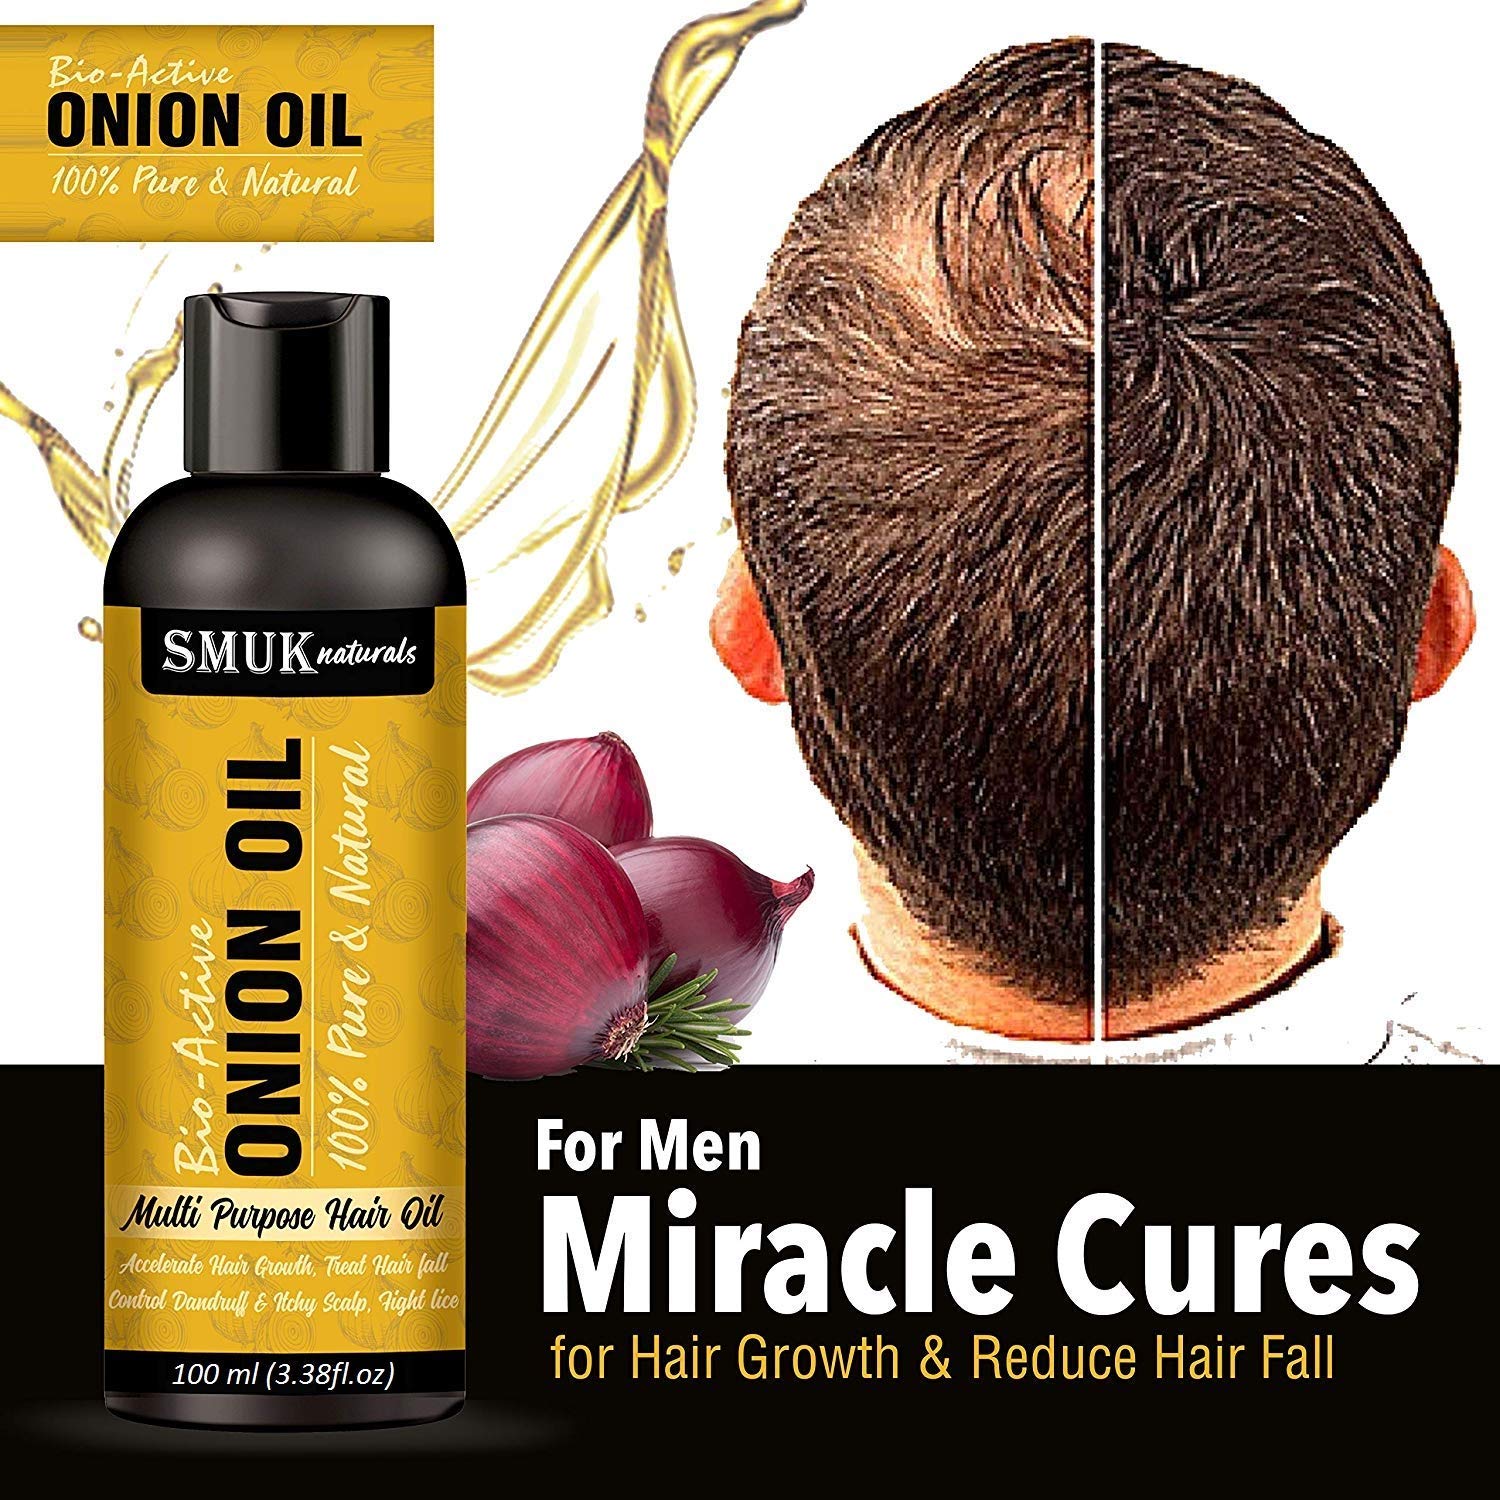 Bio-Active
ONION OIL
100% Pure & Natural
SMUK naturals
Bio-Active
ONION OIL
100% Pure & Natural
Multi Purpose Hair Oil
Accelerate Hair Growth, Treat Hair fall
Control Dandruff & Itchy Scalp, Fight lice
100 ml (3.38fl.oz)
For Men
Miracle Cures
for Hair Growth & Reduce Hair Fall